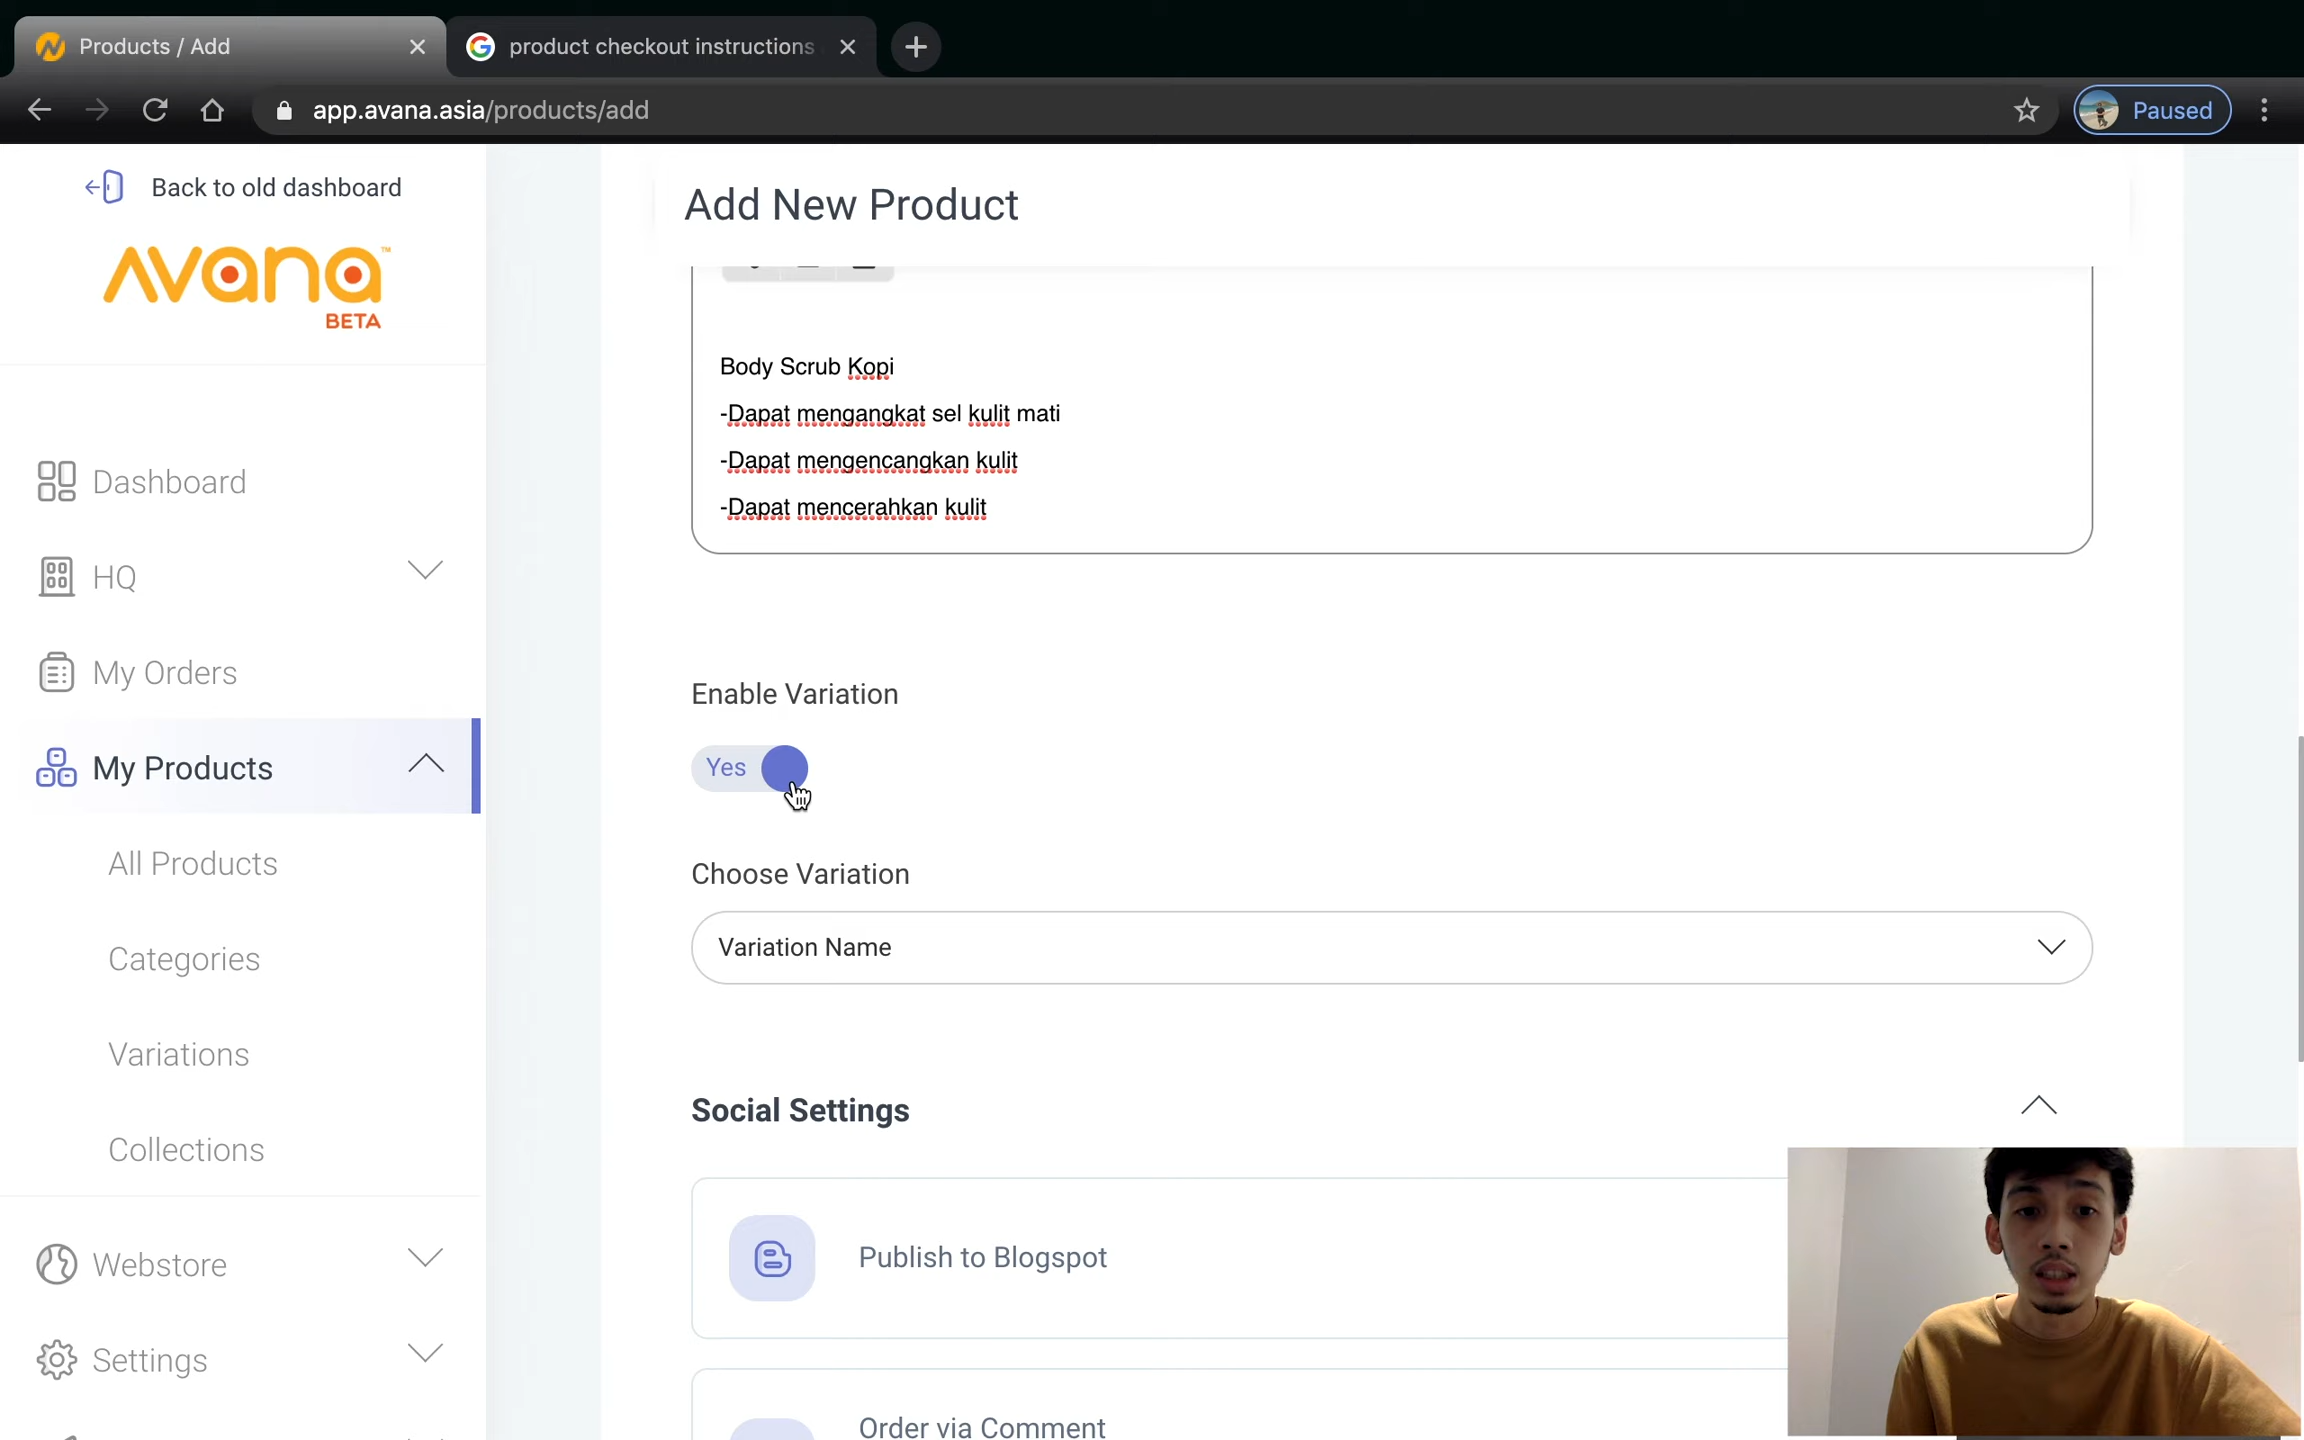 Products / Add
product checkout instructions
app.avana.asia/products/add
Paused
Back to old dashboard
avana™
BETA
Add New Product
Body Scrub Kopi
-Dapat mengangkat sel kulit mati
-Dapat mengencangkan kulit
-Dapat mencerahkan kulit
Dashboard
HQ
My Orders
My Products
All Products
Categories
Variations
Collections
Webstore
Settings
Enable Variation
Yes
Choose Variation
Variation Name
Social Settings
Publish to Blogspot
Order via Comment